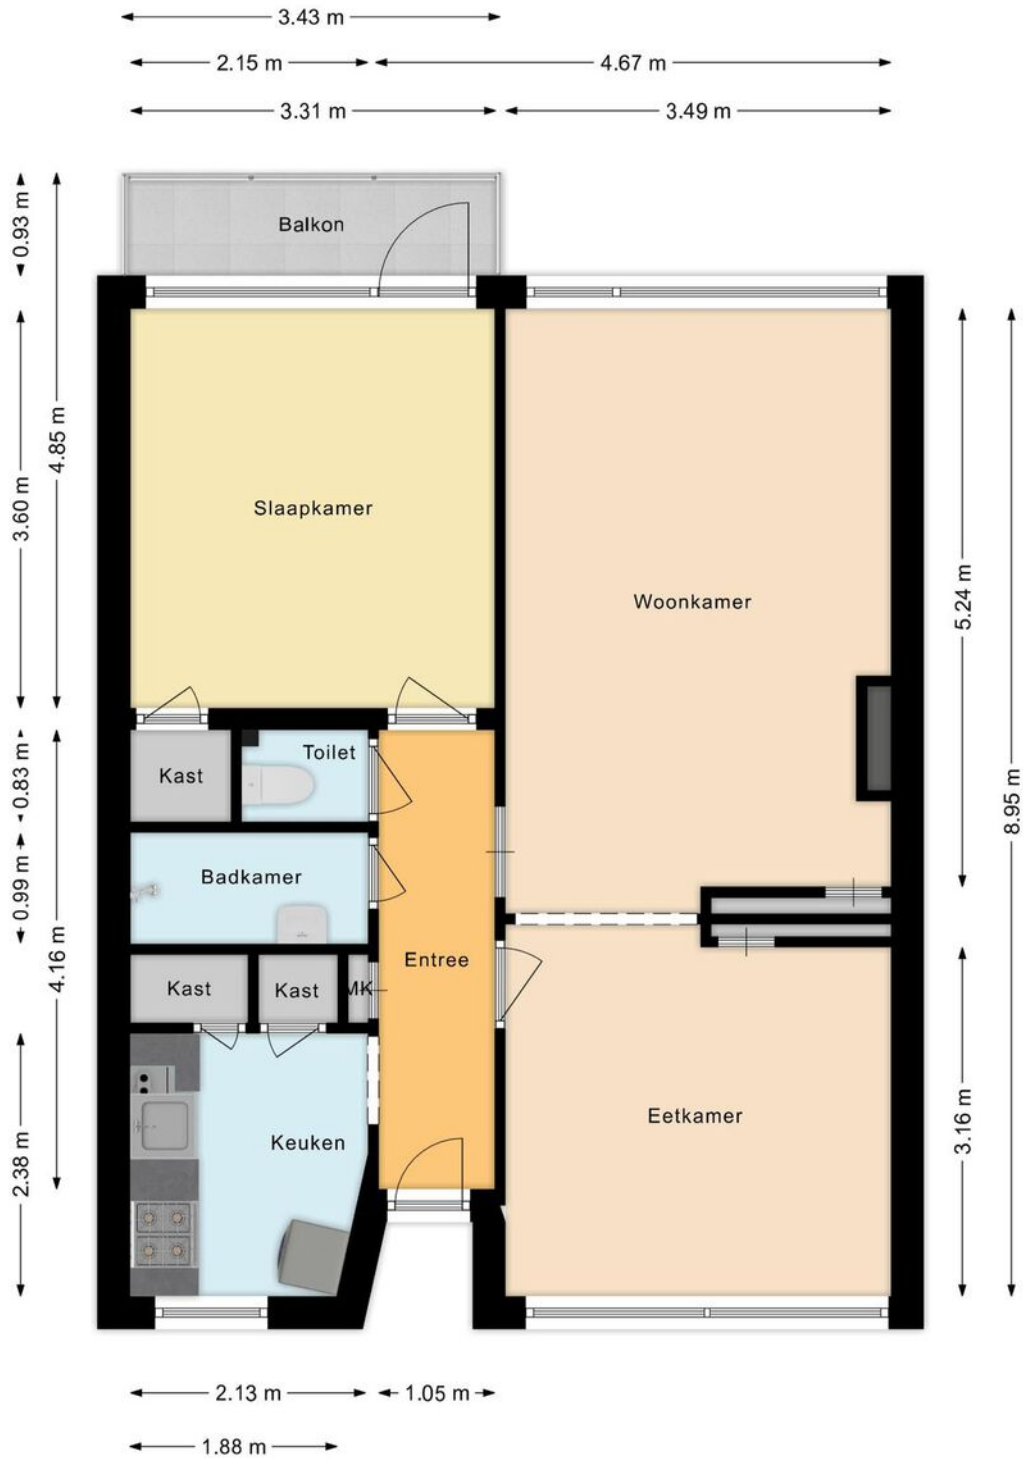 3.43 m
2.15 m
4.67 m
3.31 m
3.49 m
0.93 m
Balkon
4.85 m
3.60 m
Slaapkamer
Woonkamer
5.24 m
8.95 m
0.83 m
Kast
Toilet
0.99 m
Badkamer
4.16 m
Entree
Kast
Kast
MK
2.38 m
Keuken
Eetkamer
3.16 m
2.13 m
1.05 m
1.88 m